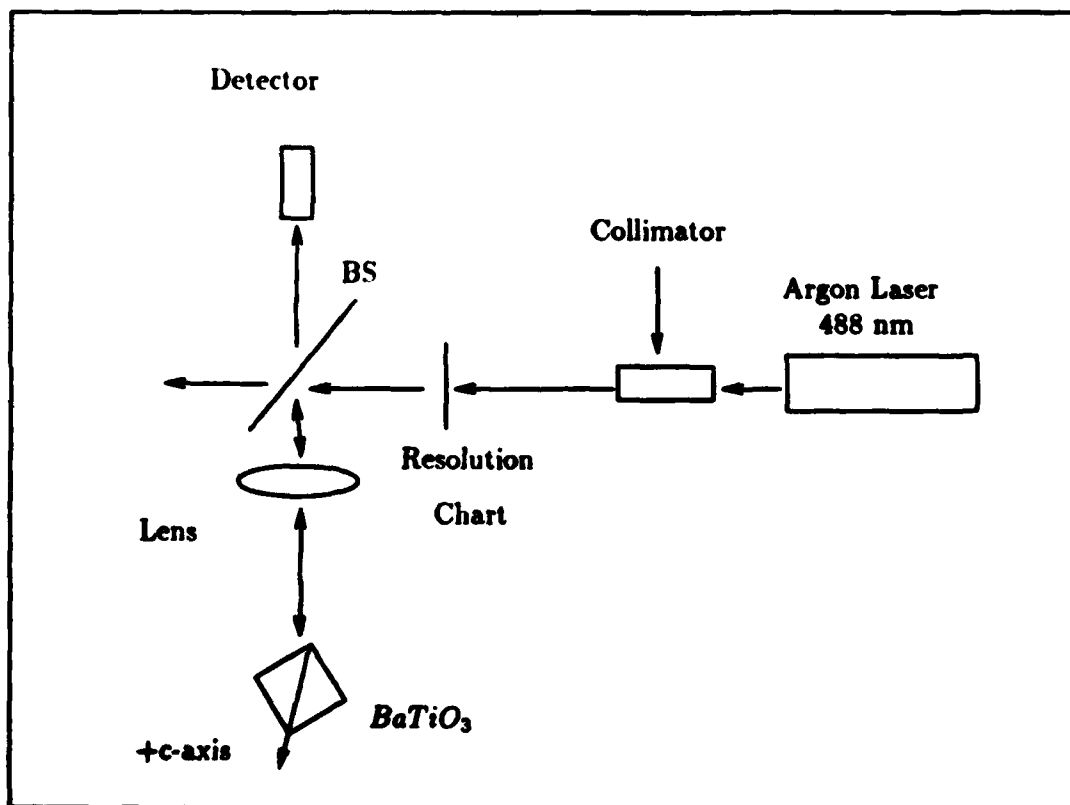 Detector
Collimator
BS
Argon Laser
488 nm
Resolution
Chart
Lens
BaTiO₃
+c-axis